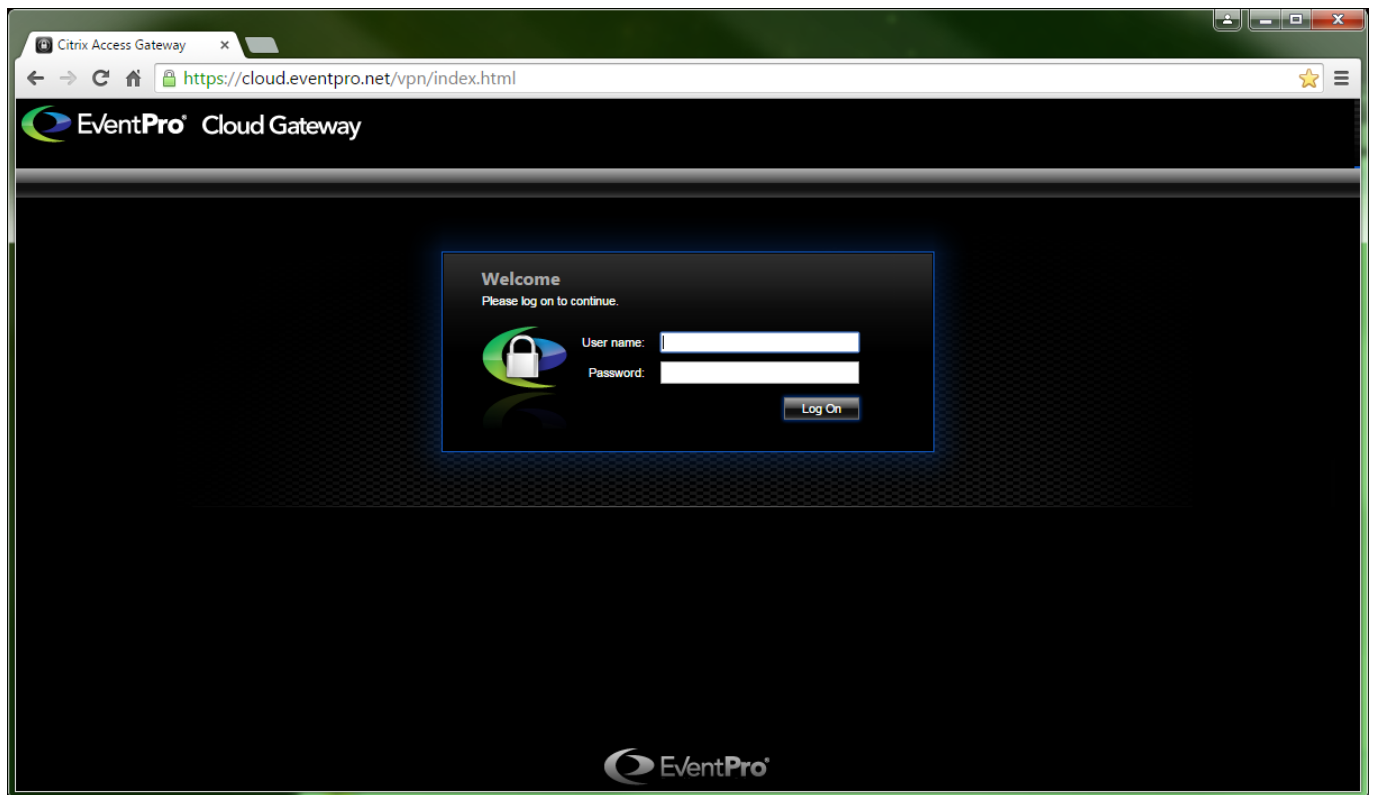 Citrix Access Gateway
https://cloud.eventpro.net/vpn/index.html
EventPro® Cloud Gateway
Welcome
Please log on to continue.
User name:
Password:
Log On
EventPro®